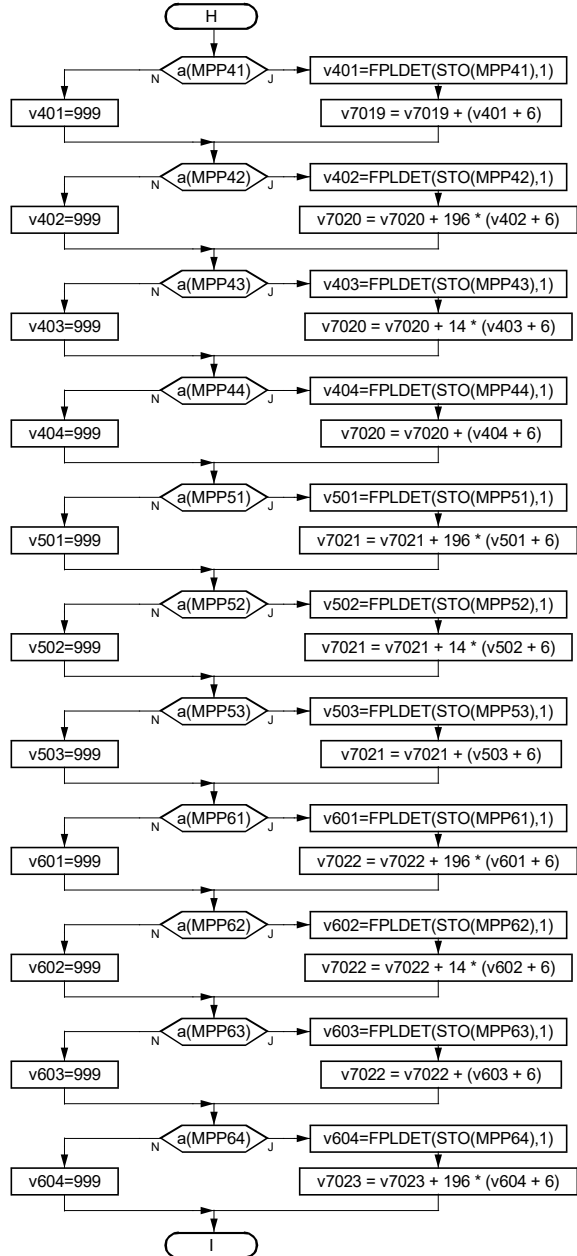 H
a(MPP41)
N
J
v401=FPLDET(STO(MPP41),1)
v401=999
v7019 = v7019 + (v401 + 6)
a(MPP42)
N
J
v402=FPLDET(STO(MPP42),1)
v402=999
v7020 = v7020 + 196 * (v402 + 6)
a(MPP43)
N
J
v403=FPLDET(STO(MPP43),1)
v403=999
v7020 = v7020 + 14 * (v403 + 6)
a(MPP44)
N
J
v404=FPLDET(STO(MPP44),1)
v404=999
v7020 = v7020 + (v404 + 6)
a(MPP51)
N
J
v501=FPLDET(STO(MPP51),1)
v501=999
v7021 = v7021 + 196 * (v501 + 6)
a(MPP52)
N
J
v502=FPLDET(STO(MPP52),1)
v502=999
v7021 = v7021 + 14 * (v502 + 6)
a(MPP53)
N
J
v503=FPLDET(STO(MPP53),1)
v503=999
v7021 = v7021 + (v503 + 6)
a(MPP61)
N
J
v601=FPLDET(STO(MPP61),1)
v601=999
v7022 = v7022 + 196 * (v601 + 6)
a(MPP62)
N
J
v602=FPLDET(STO(MPP62),1)
v602=999
v7022 = v7022 + 14 * (v602 + 6)
a(MPP63)
N
J
v603=FPLDET(STO(MPP63),1)
v603=999
v7022 = v7022 + (v603 + 6)
a(MPP64)
N
J
v604=FPLDET(STO(MPP64),1)
v604=999
v7023 = v7023 + 196 * (v604 + 6)
I